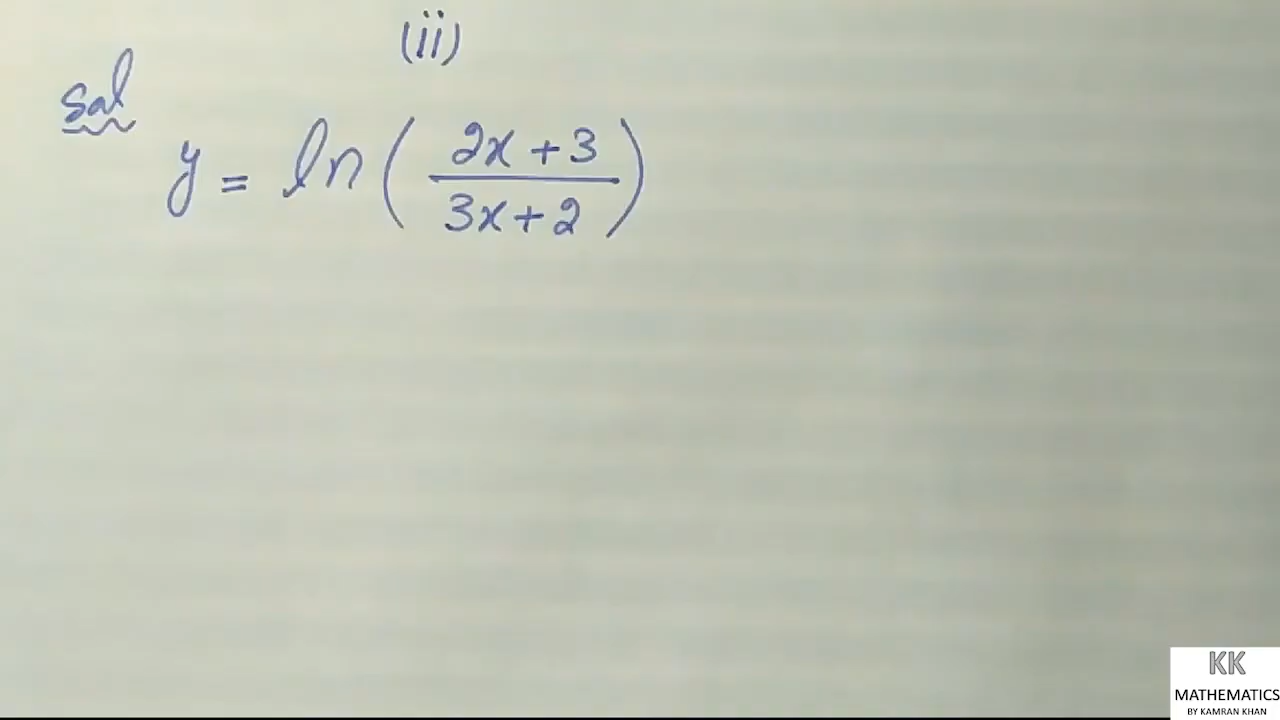 (ii)
Sol
y = ln ( 2x + 3 / 3x + 2 )
KK
MATHEMATICS
BY KAMRAN KHAN